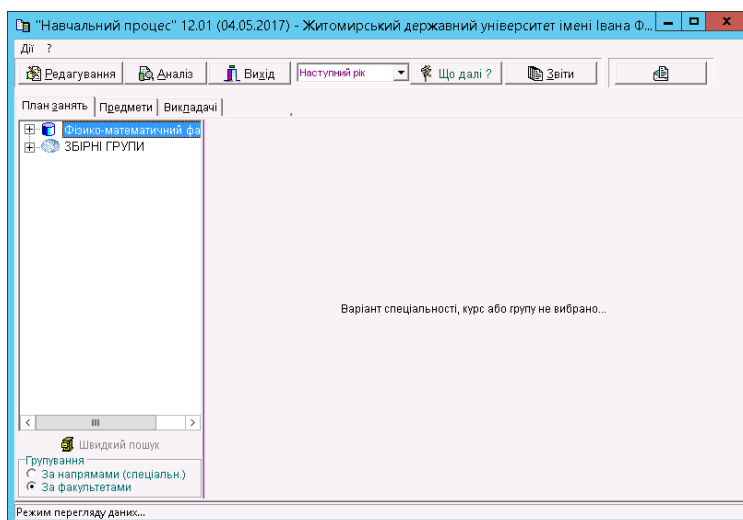 "Навчальний процес" 12.01 (04.05.2017) - Житомирський державний університет імені Івана Ф...
Дії ?
Редагування Аналіз Вихід Наступний рік Що далі ? Звіти
План занять Предмети Викладачі
Фізико-математичний фа
ЗБІРНІ ГРУПИ
Варіант спеціальності, курс або групу не вибрано...
Швидкий пошук
Групування
За напрямами (спеціальн.)
За факультетами
Режим перегляду даних...